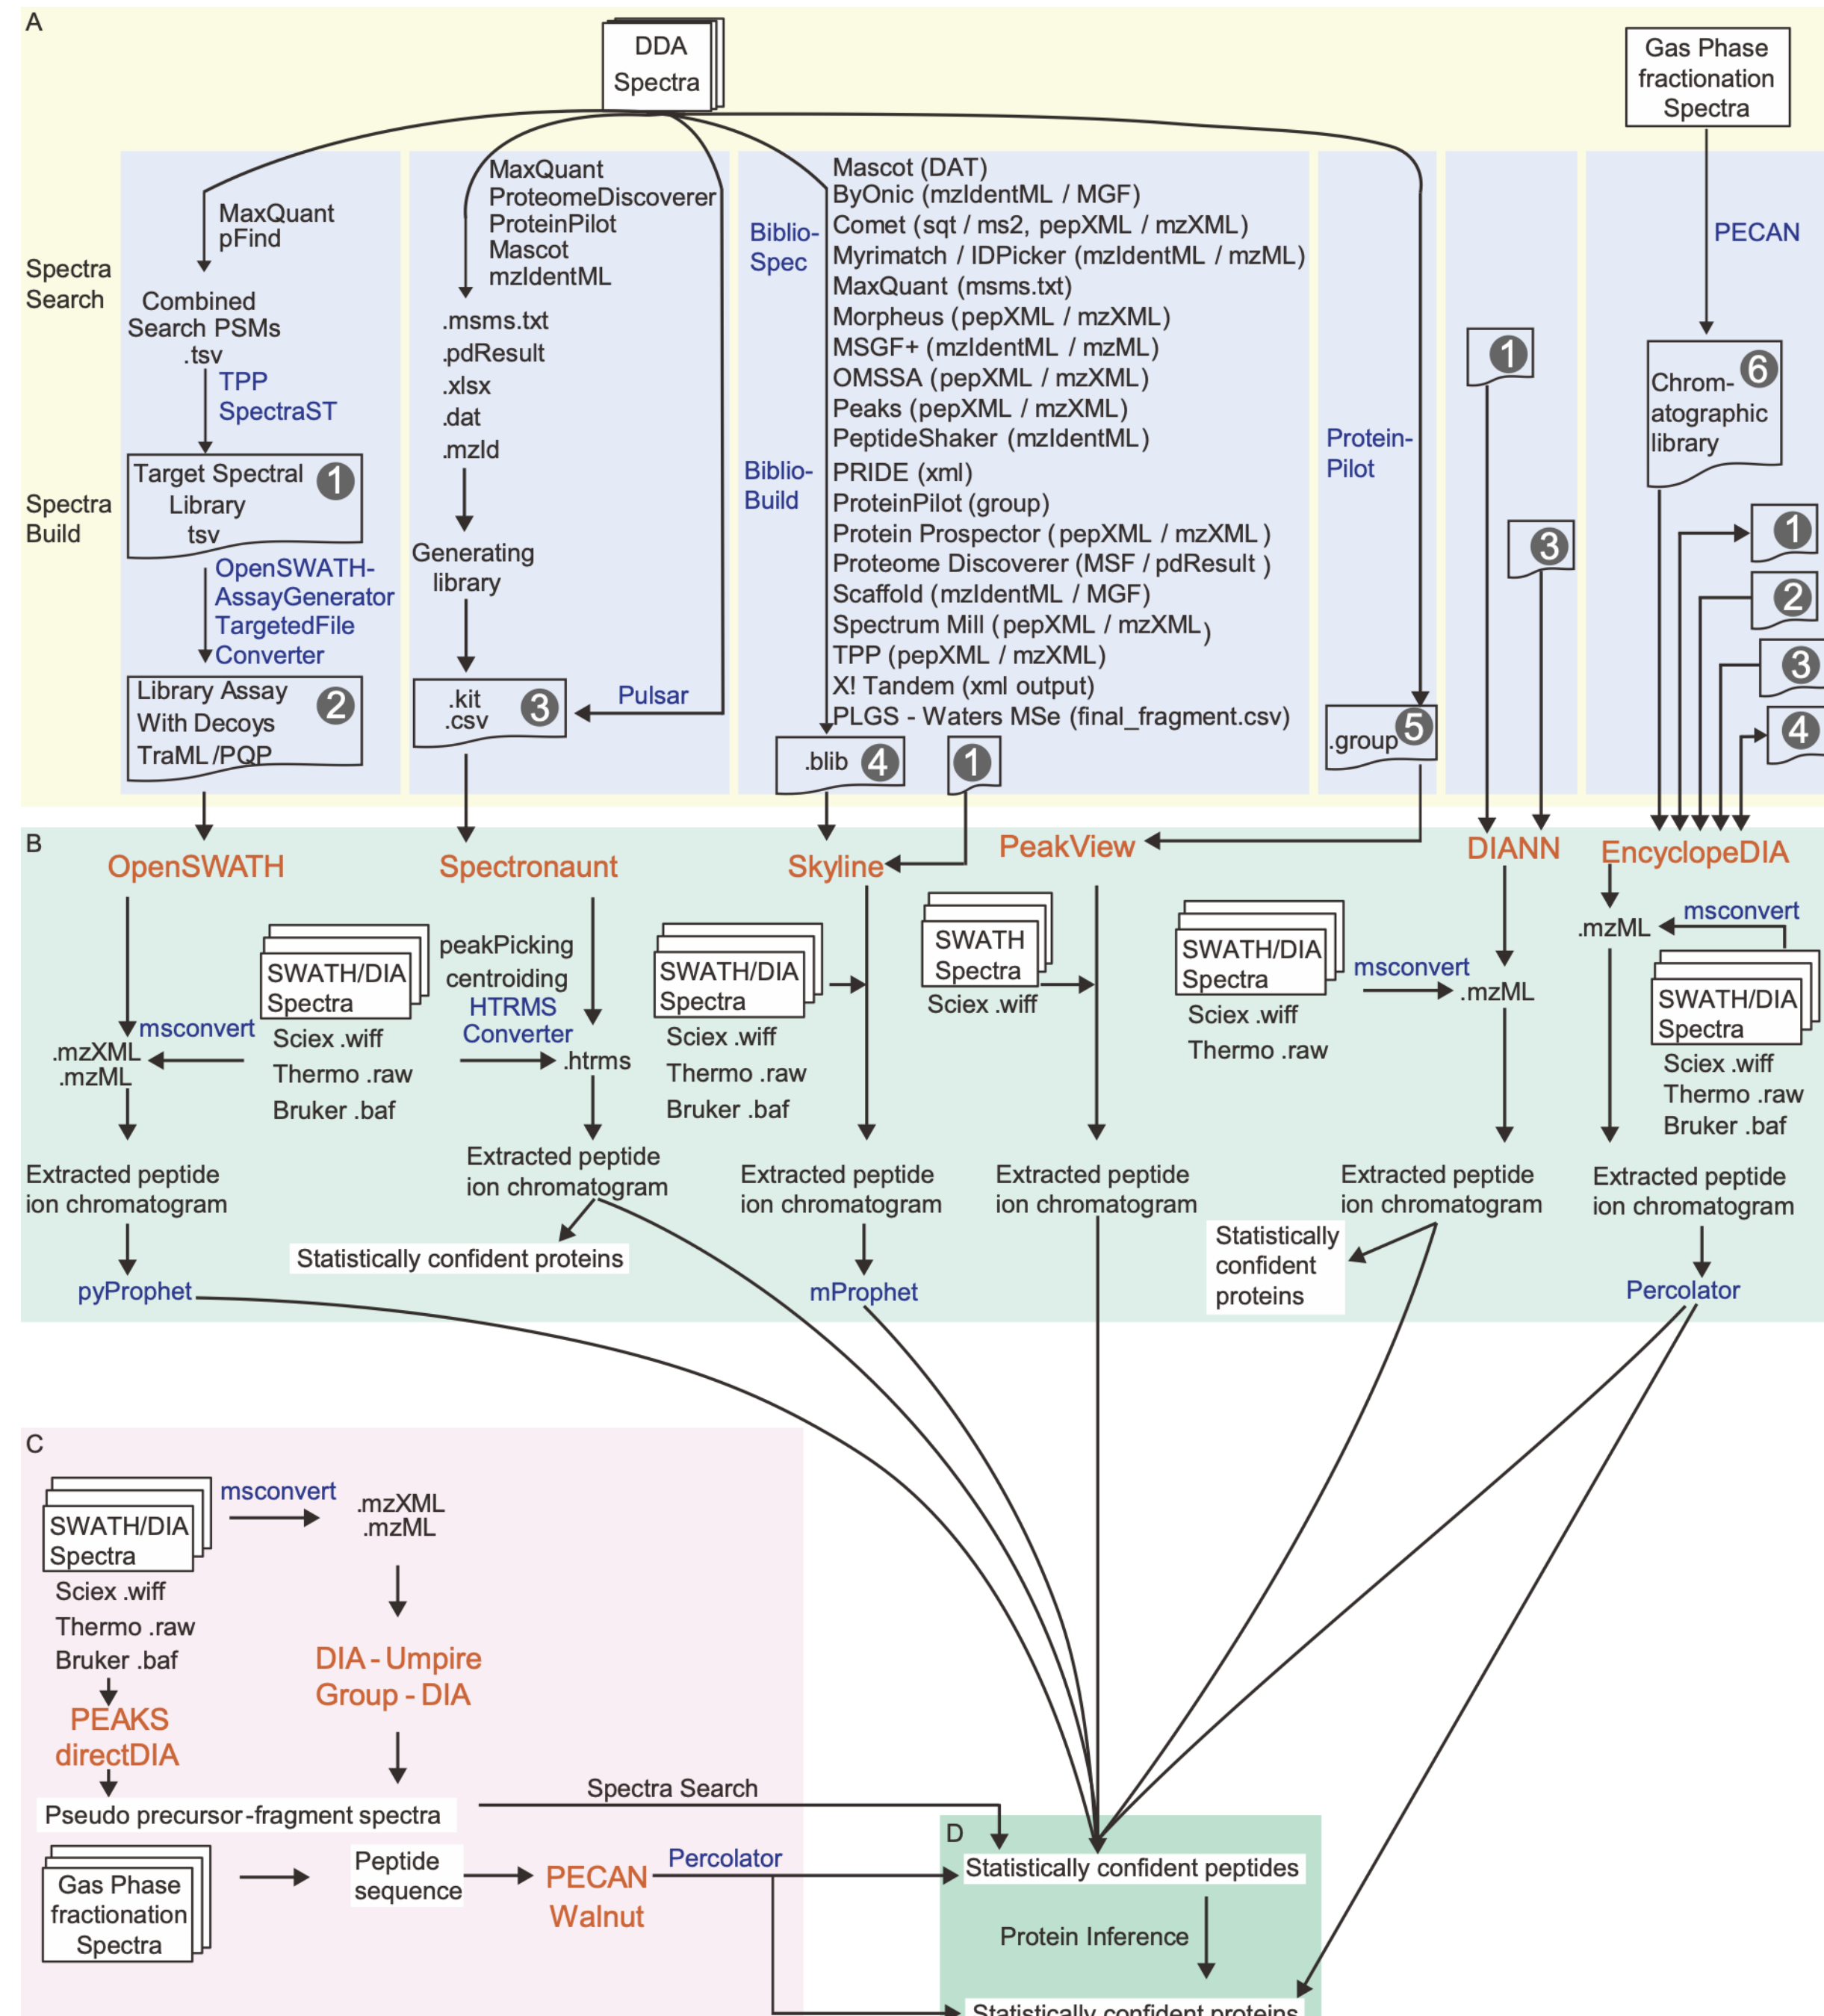 A
DDA
Spectra
Gas Phase
fractionation
Spectra
Spectra
Search
Spectra
Build
MaxQuant
pFind
Combined
Search PSMs
.tsv
TPP
SpectraST
Target Spectral
Library
tsv
1
OpenSWATH-
AssayGenerator
TargetedFile
Converter
Library Assay
With Decoys
TraML/PQP
2
MaxQuant
ProteomeDiscoverer
ProteinPilot
Mascot
mzIdentML
.msms.txt
.pdResult
.xlsx
.dat
.mzId
Generating
library
.kit
.csv
3
Pulsar
Biblio-
Spec
Biblio-
Build
Mascot (DAT)
ByOnic (mzIdentML / MGF)
Comet (sqt / ms2, pepXML / mzXML)
Myrimatch / IDPicker (mzIdentML / mzML)
MaxQuant (msms.txt)
Morpheus (pepXML / mzXML)
MSGF+ (mzIdentML / mzML)
OMSSA (pepXML / mzXML)
Peaks (pepXML / mzXML)
PeptideShaker (mzIdentML)
PRIDE (xml)
ProteinPilot (group)
Protein Prospector (pepXML / mzXML)
Proteome Discoverer (MSF / pdResult )
Scaffold (mzIdentML / MGF)
Spectrum Mill (pepXML / mzXML)
TPP (pepXML / mzXML)
X! Tandem (xml output)
PLGS - Waters MSe (final_fragment.csv)
.blib 4
1
Protein-
Pilot
.group 5
1
3
PECAN
Chrom-
atographic
library
6
1
2
3
4
B
OpenSWATH
Spectronaunt
Skyline
PeakView
DIANN
EncyclopeDIA
msconvert
.mzXML
.mzML
SWATH/DIA
Spectra
Sciex .wiff
Thermo .raw
Bruker .baf
Extracted peptide
ion chromatogram
pyProphet
peakPicking
centroiding
HTRMS
Converter
.htrms
Extracted peptide
ion chromatogram
Statistically confident proteins
SWATH/DIA
Spectra
Sciex .wiff
Thermo .raw
Bruker .baf
Extracted peptide
ion chromatogram
mProphet
SWATH
Spectra
Sciex .wiff
Extracted peptide
ion chromatogram
SWATH/DIA
Spectra
Sciex .wiff
Thermo .raw
msconvert
.mzML
Extracted peptide
ion chromatogram
Statistically
confident
proteins
msconvert
.mzML
SWATH/DIA
Spectra
Sciex .wiff
Thermo .raw
Bruker .baf
Extracted peptide
ion chromatogram
Percolator
C
SWATH/DIA
Spectra
Sciex .wiff
Thermo .raw
Bruker .baf
msconvert
.mzXML
.mzML
DIA - Umpire
Group - DIA
PEAKS
directDIA
Pseudo precursor-fragment spectra
Spectra Search
Gas Phase
fractionation
Spectra
Peptide
sequence
PECAN
Walnut
Percolator
D
Statistically confident peptides
Protein Inference
Statistically confident proteins